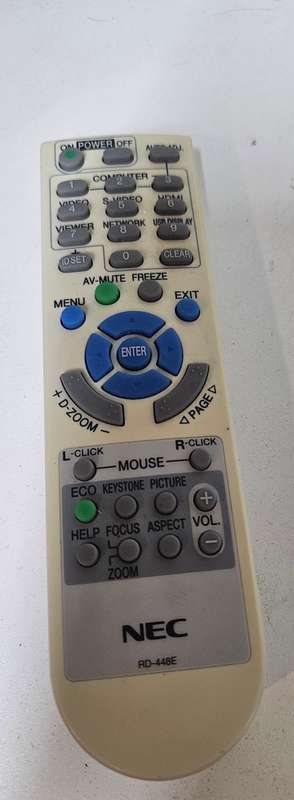 ON POWER OFF
AUTO ADJ.
COMPUTER
1 2 3
VIDEO S-VIDEO HDMI
4 5 6
VIEWER NETWORK USB DISPLAY
7 8 9
ID SET 0 CLEAR
AV-MUTE FREEZE
MENU EXIT
ENTER
+ D-ZOOM − ◁ PAGE ▷
L-CLICK R-CLICK
MOUSE
ECO KEYSTONE PICTURE
+
HELP FOCUS ASPECT VOL.
−
ZOOM
NEC
RD-448E